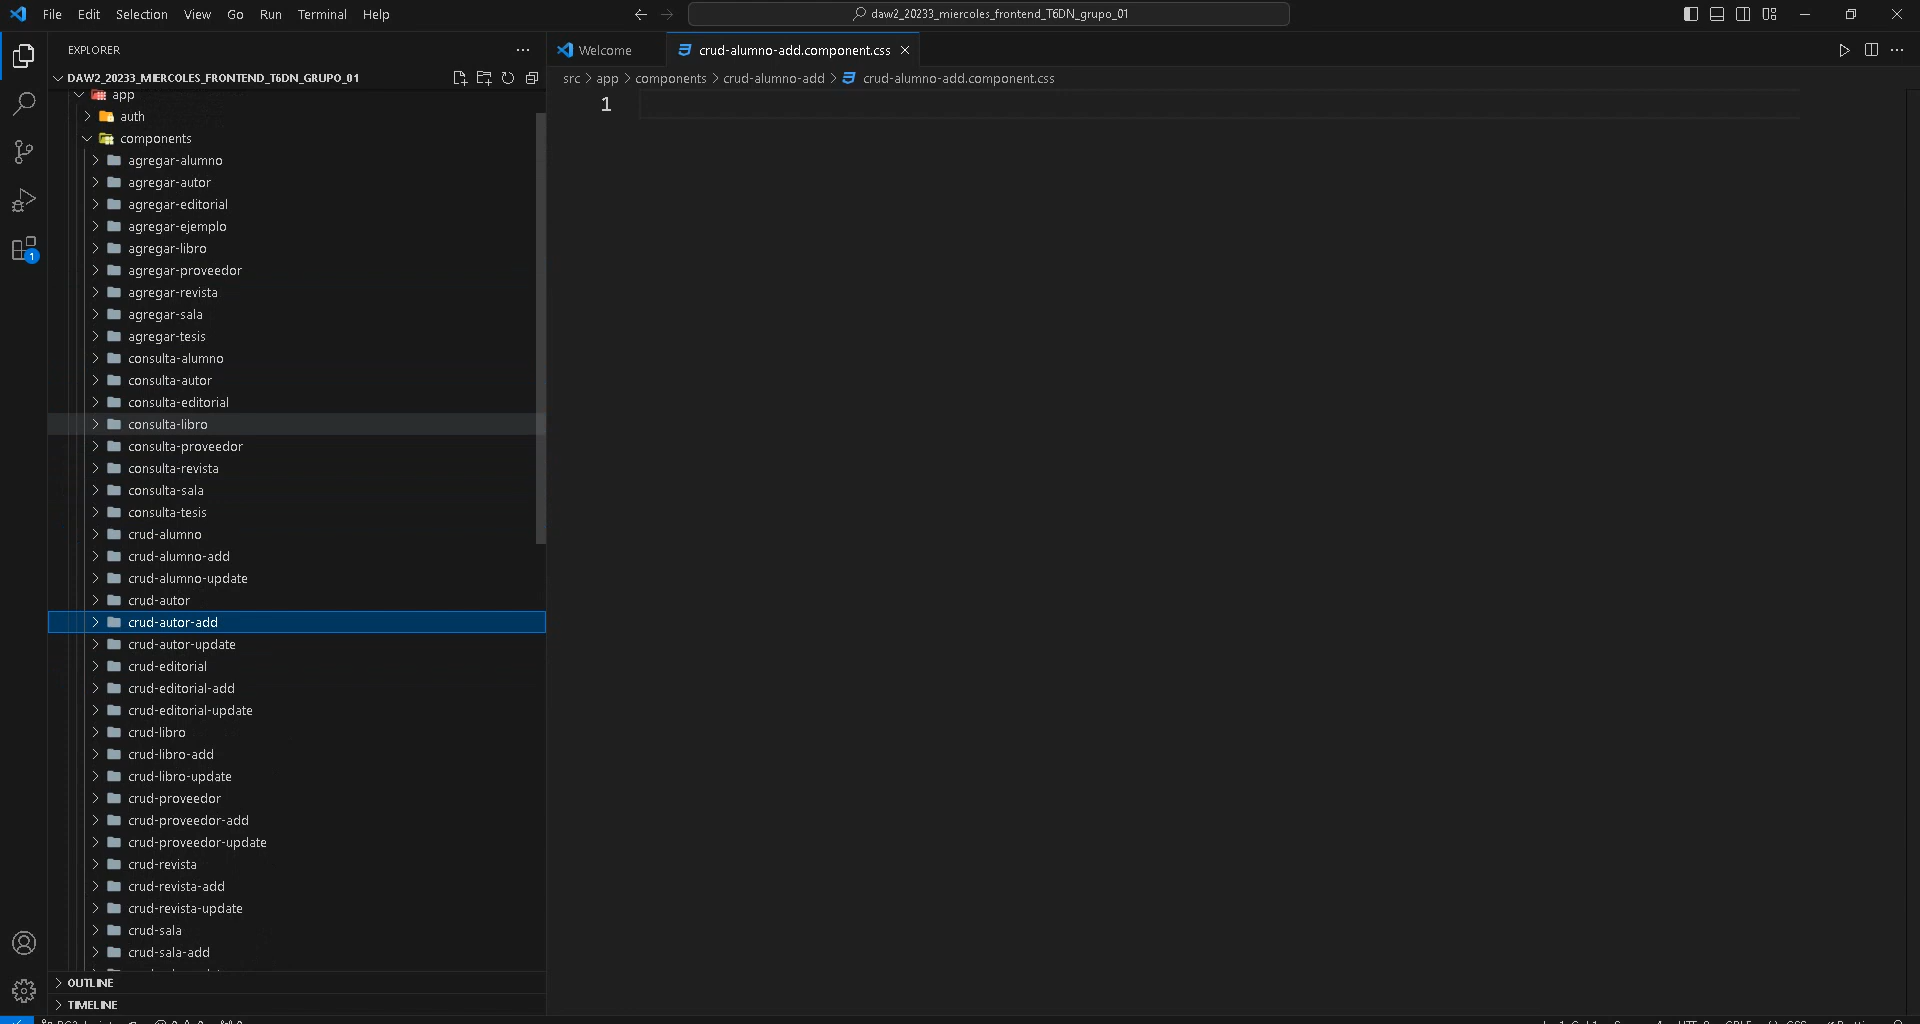 File Edit Selection View Go Run Terminal Help
daw2_20233_miercoles_frontend_T6DN_grupo_01
EXPLORER
DAW2_20233_MIERCOLES_FRONTEND_T6DN_GRUPO_01
app
auth
components
agregar-alumno
agregar-autor
agregar-editorial
agregar-ejemplo
agregar-libro
agregar-proveedor
agregar-revista
agregar-sala
agregar-tesis
consulta-alumno
consulta-autor
consulta-editorial
consulta-libro
consulta-proveedor
consulta-revista
consulta-sala
consulta-tesis
crud-alumno
crud-alumno-add
crud-alumno-update
crud-autor
crud-autor-add
crud-autor-update
crud-editorial
crud-editorial-add
crud-editorial-update
crud-libro
crud-libro-add
crud-libro-update
crud-proveedor
crud-proveedor-add
crud-proveedor-update
crud-revista
crud-revista-add
crud-revista-update
crud-sala
crud-sala-add
OUTLINE
TIMELINE
1
Welcome crud-alumno-add.component.css
src > app > components > crud-alumno-add > crud-alumno-add.component.css
1